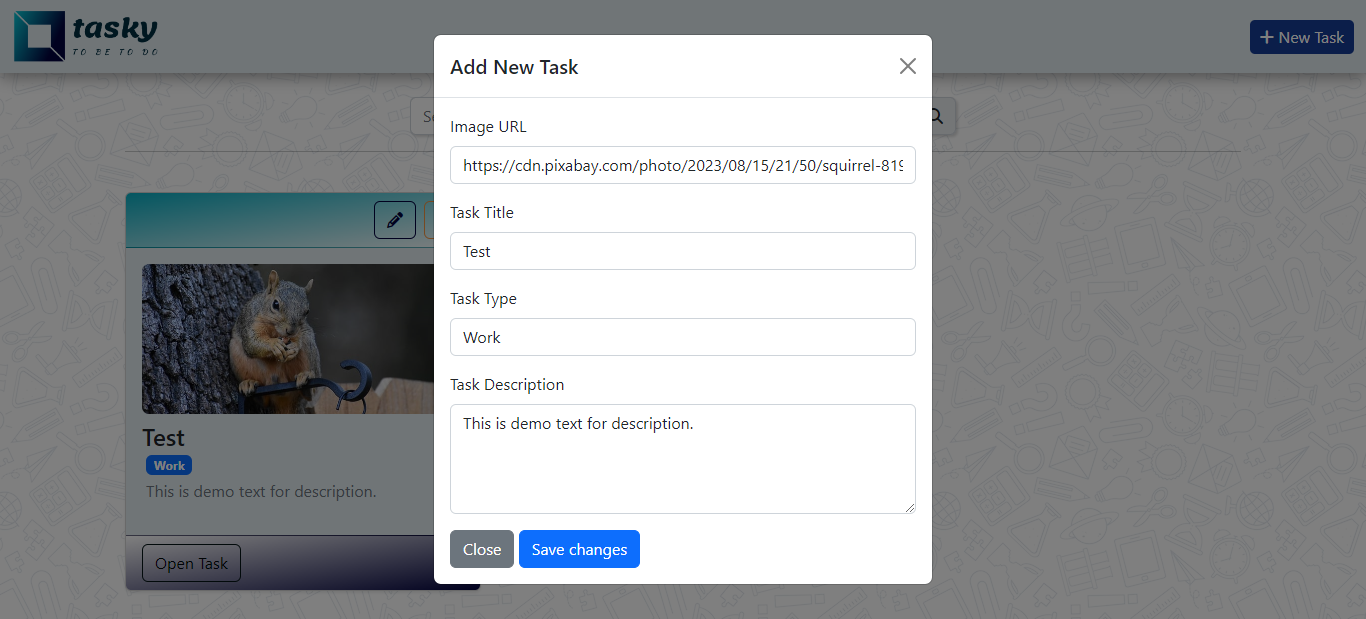 tasky
TO BE TO DO
+ New Task
Add New Task
Image URL
https://cdn.pixabay.com/photo/2023/08/15/21/50/squirrel-819
Task Title
Test
Task Type
Work
Task Description
This is demo text for description.
Close
Save changes
Test
Work
This is demo text for description.
Open Task